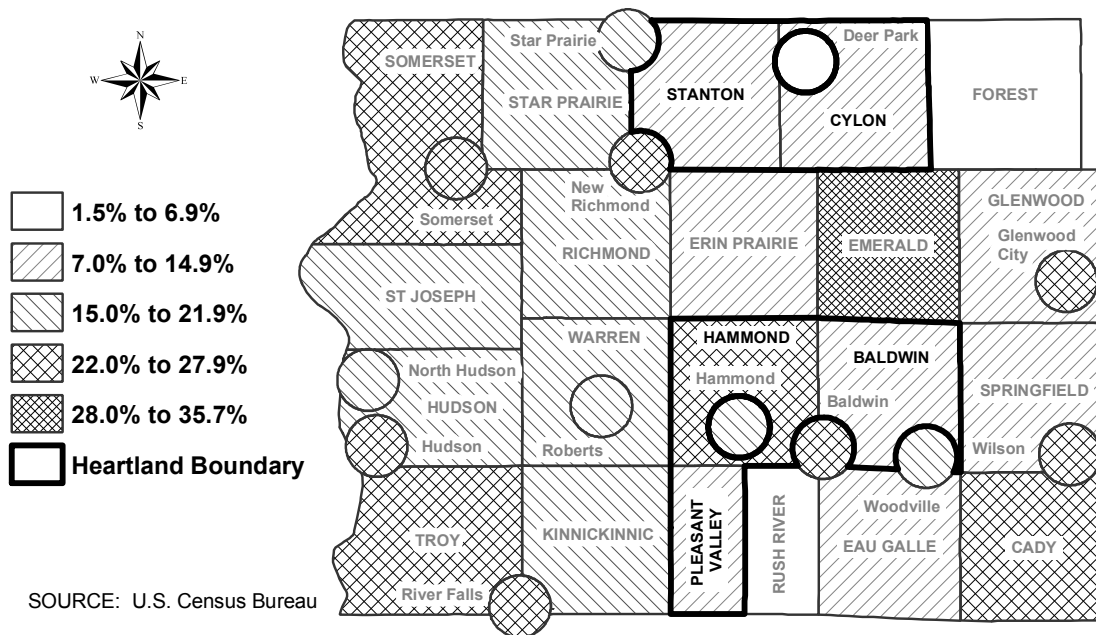 N
W E
S
1.5% to 6.9%
7.0% to 14.9%
15.0% to 21.9%
22.0% to 27.9%
28.0% to 35.7%
Heartland Boundary
SOURCE: U.S. Census Bureau
SOMERSET
Star Prairie
STAR PRAIRIE
STANTON
Deer Park
CYLON
FOREST
Somerset
New
Richmond
RICHMOND
ERIN PRAIRIE
EMERALD
GLENWOOD
Glenwood
City
ST JOSEPH
WARREN
HAMMOND
Hammond
BALDWIN
Baldwin
SPRINGFIELD
North Hudson
HUDSON
Hudson
Roberts
Wilson
TROY
River Falls
KINNICKINNIC
PLEASANT
VALLEY
RUSH RIVER
Woodville
EAU GALLE
CADY